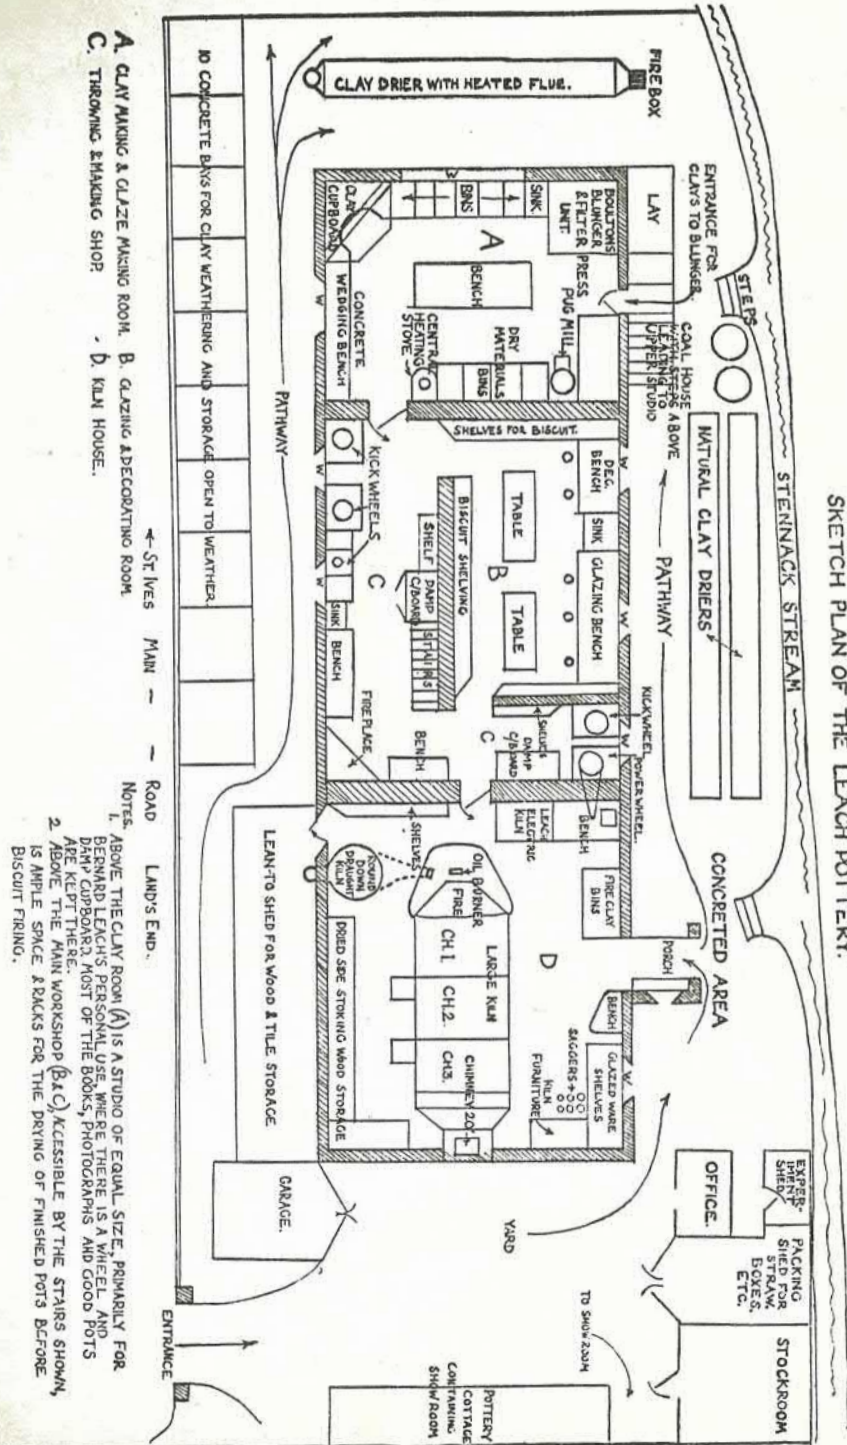 SKETCH PLAN OF THE LEACH POTTERY.
STENNACK STREAM
FIRE BOX
CLAY DRIER WITH HEATED FLUE.
ENTRANCE FOR
CLAYS TO BLUNGER.
STEPS
LAY
COAL HOUSE
WITH STEPS ABOVE
LEADING TO
UPPER STUDIO
NATURAL CLAY DRIERS
PATHWAY
CONCRETED AREA
PORCH
YARD
EXPER-
IMENT
SHED
OFFICE.
PACKING
SHED FOR
STRAW.
BOXES.
ETC.
STOCKROOM
TO SHOWROOM
POTTERY
COTTAGE
CONTAINING
SHOWROOM
ENTRANCE
GARAGE.
BOULTONS
BLUNGER
& FILTER PRESS
UNIT.
SINK
BINS
W
A
BENCH
PUG MILL
DRY
MATERIALS
BINS
CENTRAL
HEATING
STOVE
CLAY
CUPBOARD
CONCRETE
WEDGING BENCH
W
SHELVES FOR BISCUIT.
W
DEC.
BENCH
SINK
GLAZING BENCH
W
TABLE
B
TABLE
BISCUIT SHELVING
SHELF
DAMP
C/BOARD
STAIRS
C
KICK WHEELS
W
W
SINK
BENCH
FIREPLACE
BENCH
KICKWHEEL
W
POWER WHEEL.
SHELVES
DAMP
C/BOARD
C
BENCH
LEACH
ELECTRIC
KILN
FIRECLAY
BINS
SHELVES
ROUND
DOWN
DRAUGHT
KILN
OIL BURNER
FIRE
LARGE KILN
CH.1
CH.2.
CH.3.
CHIMNEY 20'
D
BENCH
GLAZED WARE
SHELVES
W
SAGGERS +
KILN
FURNITURE
DRIED SIDE STOKING WOOD STORAGE
LEAN-TO SHED FOR WOOD & TILE STORAGE
PATHWAY
10 CONCRETE BAYS FOR CLAY WEATHERING AND STORAGE, OPEN TO WEATHER.
← ST. IVES MAIN – – ROAD LAND'S END.
A. CLAY MAKING & GLAZE MAKING ROOM. B. GLAZING & DECORATING ROOM
C. THROWING & MAKING SHOP. - D. KILN HOUSE.
NOTES.
1. ABOVE THE CLAY ROOM (A) IS A STUDIO OF EQUAL SIZE, PRIMARILY FOR
BERNARD LEACH'S PERSONAL USE, WHERE THERE IS A WHEEL AND
DAMP CUPBOARD. MOST OF THE BOOKS, PHOTOGRAPHS AND GOOD POTS
ARE KEPT THERE.
2. ABOVE THE MAIN WORKSHOP (B & C), ACCESSIBLE BY THE STAIRS SHOWN,
IS AMPLE SPACE & RACKS FOR THE DRYING OF FINISHED POTS BEFORE
BISCUIT FIRING.